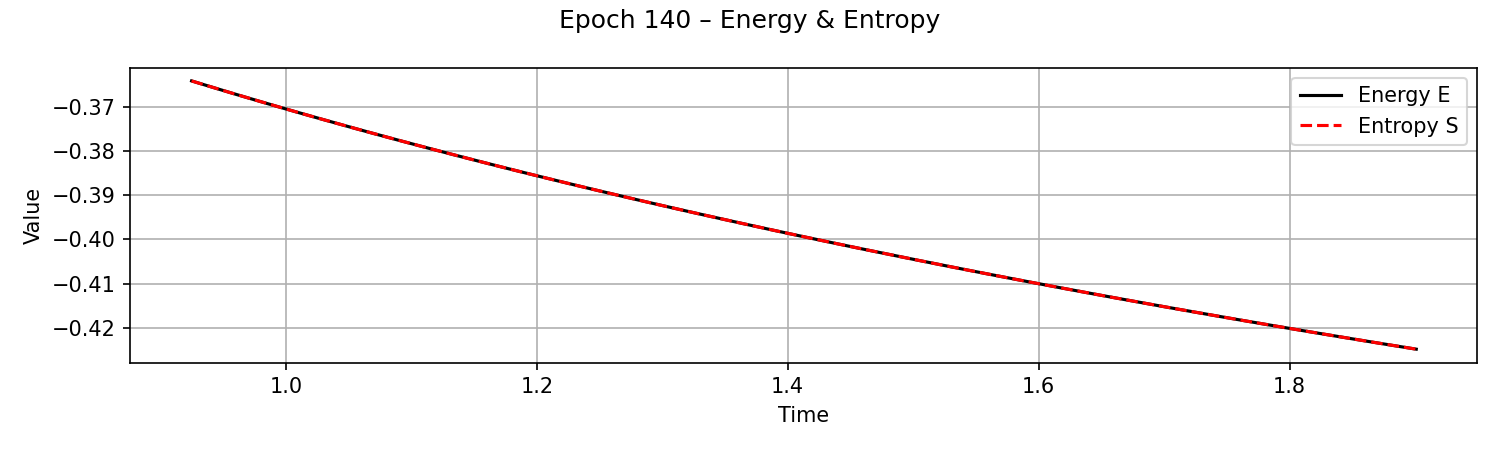 Epoch 140 – Energy & Entropy
Energy E
Entropy S
Value
−0.37
−0.38
−0.39
−0.40
−0.41
−0.42
1.0 1.2 1.4 1.6 1.8
Time